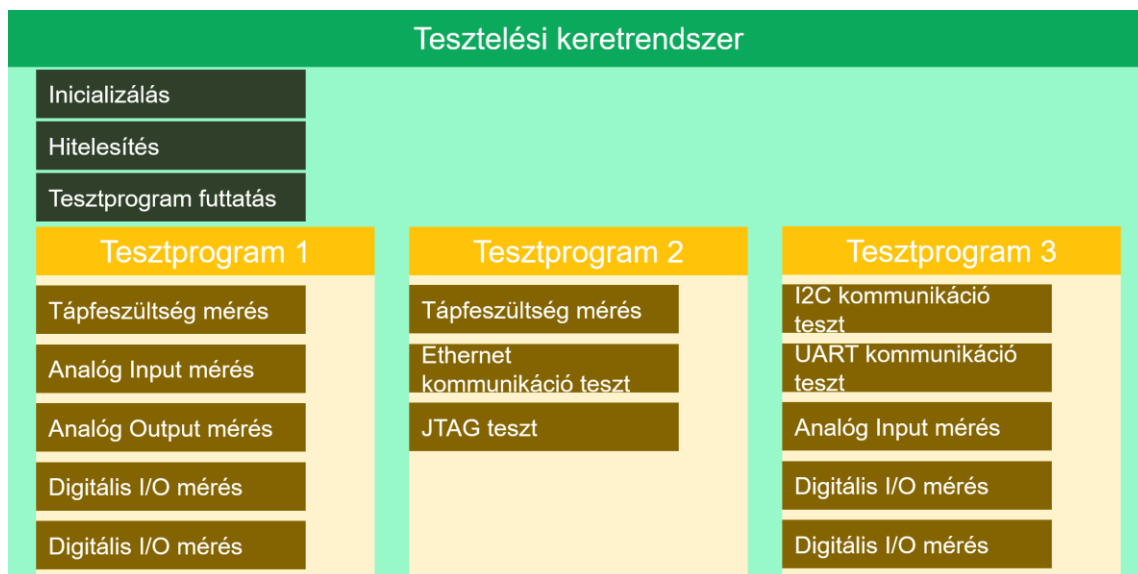 Tesztelési keretrendszer
Inicializálás
Hitelesítés
Tesztprogram futtatás
Tesztprogram 1
Tápfeszültség mérés
Analóg Input mérés
Analóg Output mérés
Digitális I/O mérés
Digitális I/O mérés
Tesztprogram 2
Tápfeszültség mérés
Ethernet
kommunikáció teszt
JTAG teszt
Tesztprogram 3
I2C kommunikáció
teszt
UART kommunikáció
teszt
Analóg Input mérés
Digitális I/O mérés
Digitális I/O mérés